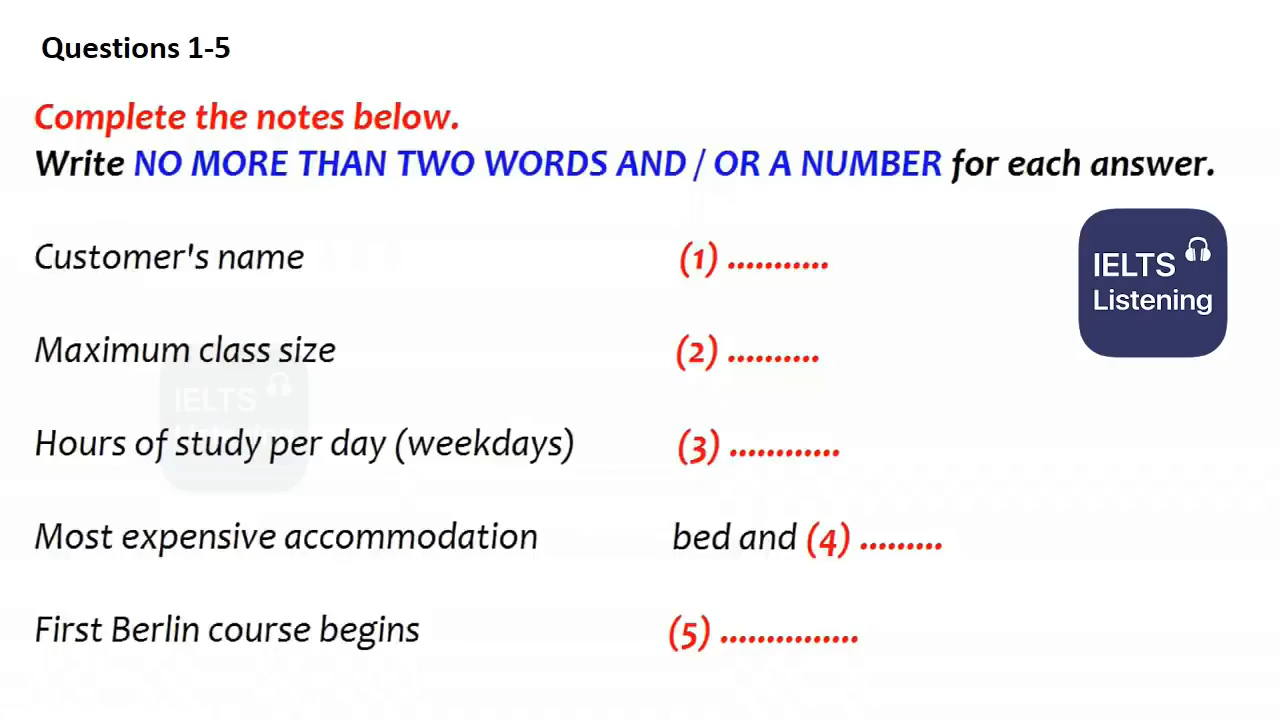 Questions 1-5
Complete the notes below.
Write NO MORE THAN TWO WORDS AND / OR A NUMBER for each answer.
Customer's name (1) ...........
IELTS
Listening
Maximum class size (2) ..........
IELTS
Listening
Hours of study per day (weekdays) (3) ............
Most expensive accommodation bed and (4) .........
First Berlin course begins (5) ...............